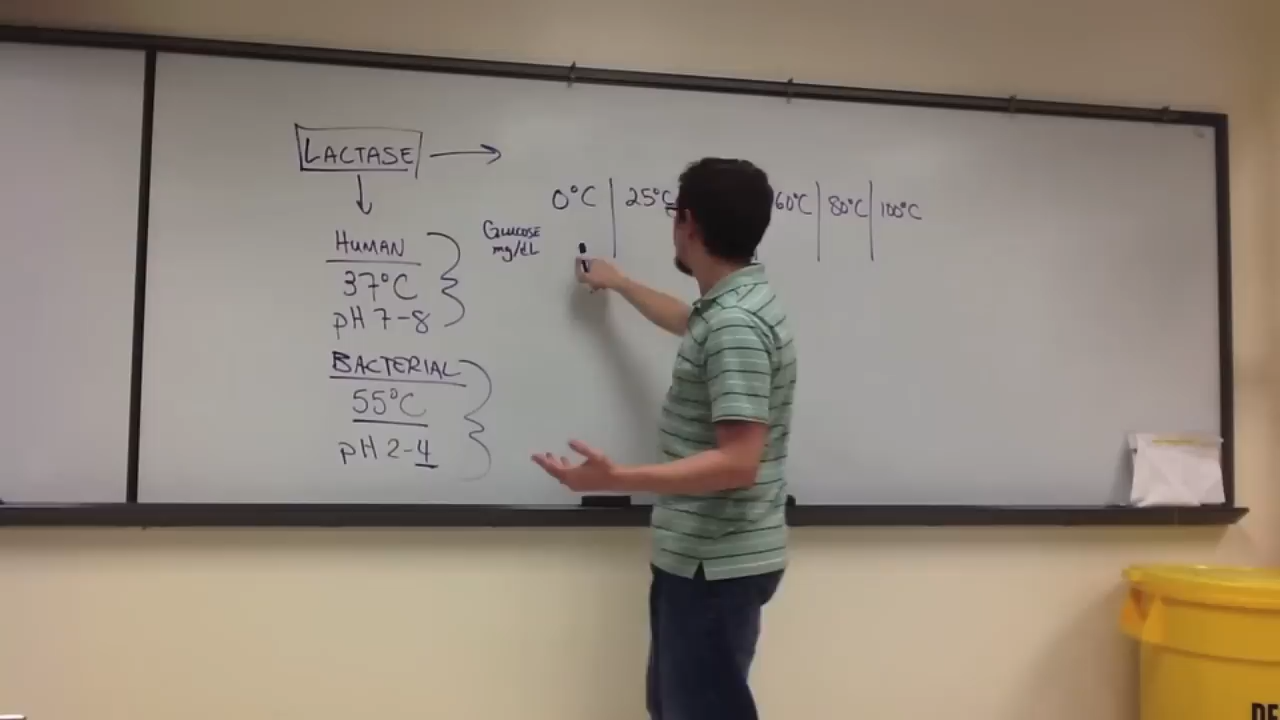 LACTASE
0°C 25°C 60°C 80°C 100°C
GLUCOSE
mg/dL
HUMAN
37°C
pH 7-8
BACTERIAL
55°C
pH 2-4
DE